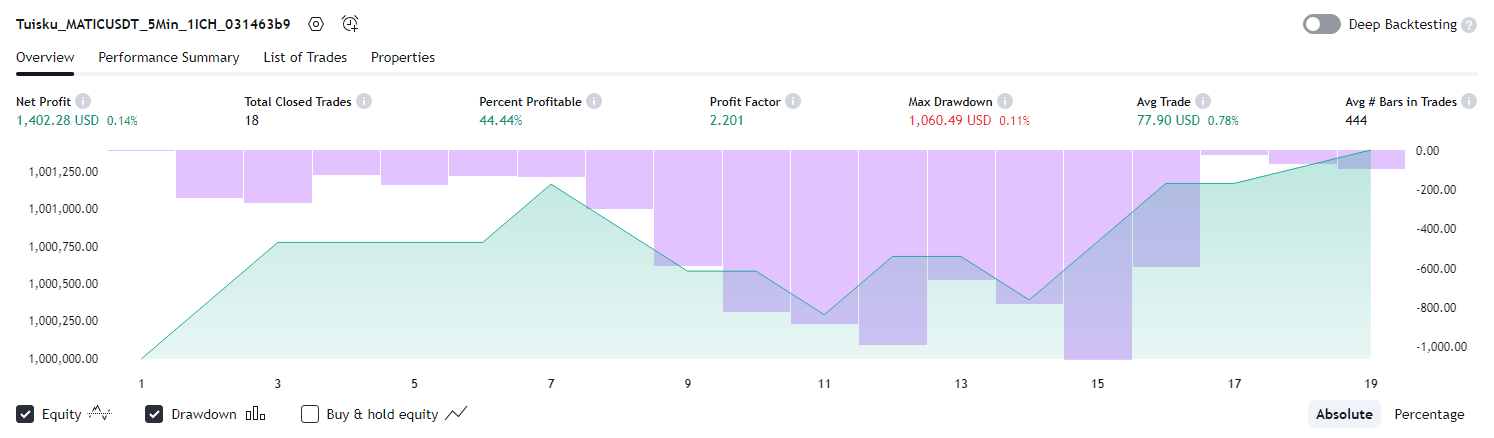 Tuisku_MATICUSDT_5Min_1ICH_031463b9 Deep Backtesting ?
Overview Performance Summary List of Trades Properties
Net Profit i Total Closed Trades i Percent Profitable i Profit Factor i Max Drawdown i Avg Trade i Avg # Bars in Trades i
1,402.28 USD 0.14% 18 44.44% 2.201 1,060.49 USD 0.11% 77.90 USD 0.78% 444
0.00
1,001,250.00
-200.00
1,001,000.00
-400.00
1,000,750.00
-600.00
1,000,500.00
-800.00
1,000,250.00
-1,000.00
1,000,000.00
1 3 5 7 9 11 13 15 17 19
Equity Drawdown Buy & hold equity Absolute Percentage